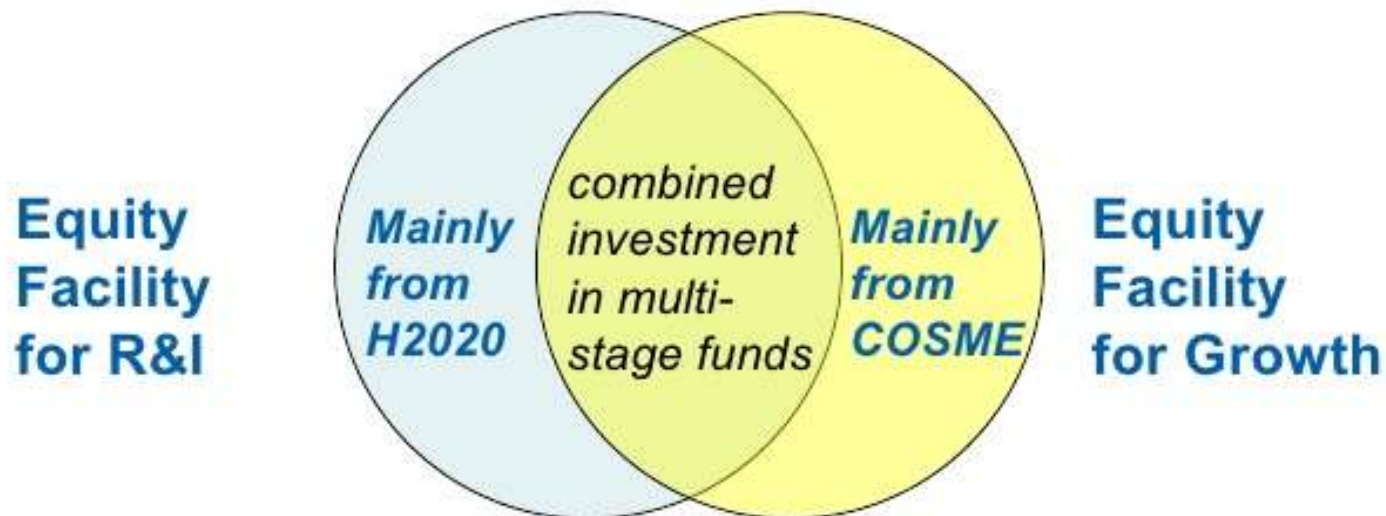 Equity
Facility
for R&I
Mainly
from
H2020
combined
investment
in multi-
stage funds
Mainly
from
COSME
Equity
Facility
for Growth